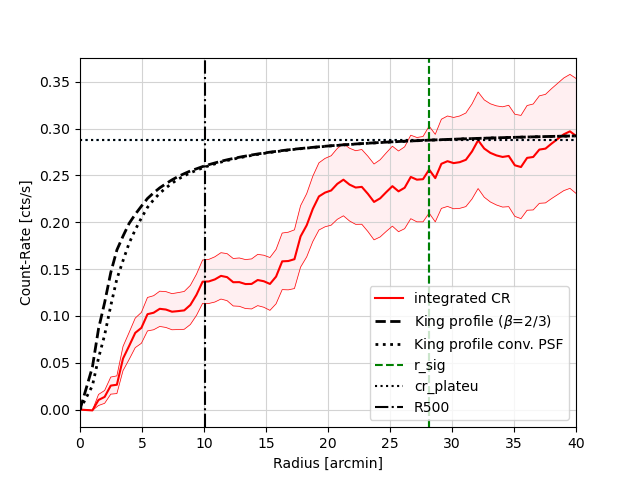 0.35
0.30
0.25
0.20
0.15
0.10
0.05
0.00
Count-Rate [cts/s]
integrated CR
King profile (β=2/3)
King profile conv. PSF
r_sig
cr_plateu
R500
0 5 10 15 20 25 30 35 40
Radius [arcmin]